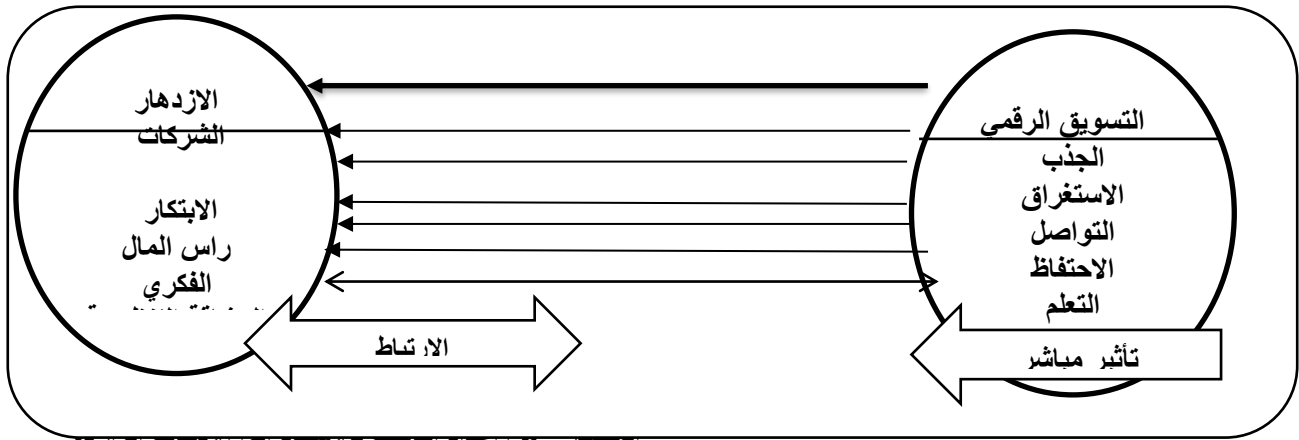 التسويق الرقمي
الجذب
الاستغراق
التواصل
الاحتفاظ
التعلم
تأثير مباشر
الازدهار
الشركات
الابتكار
راس المال
الفكري
الارتباط